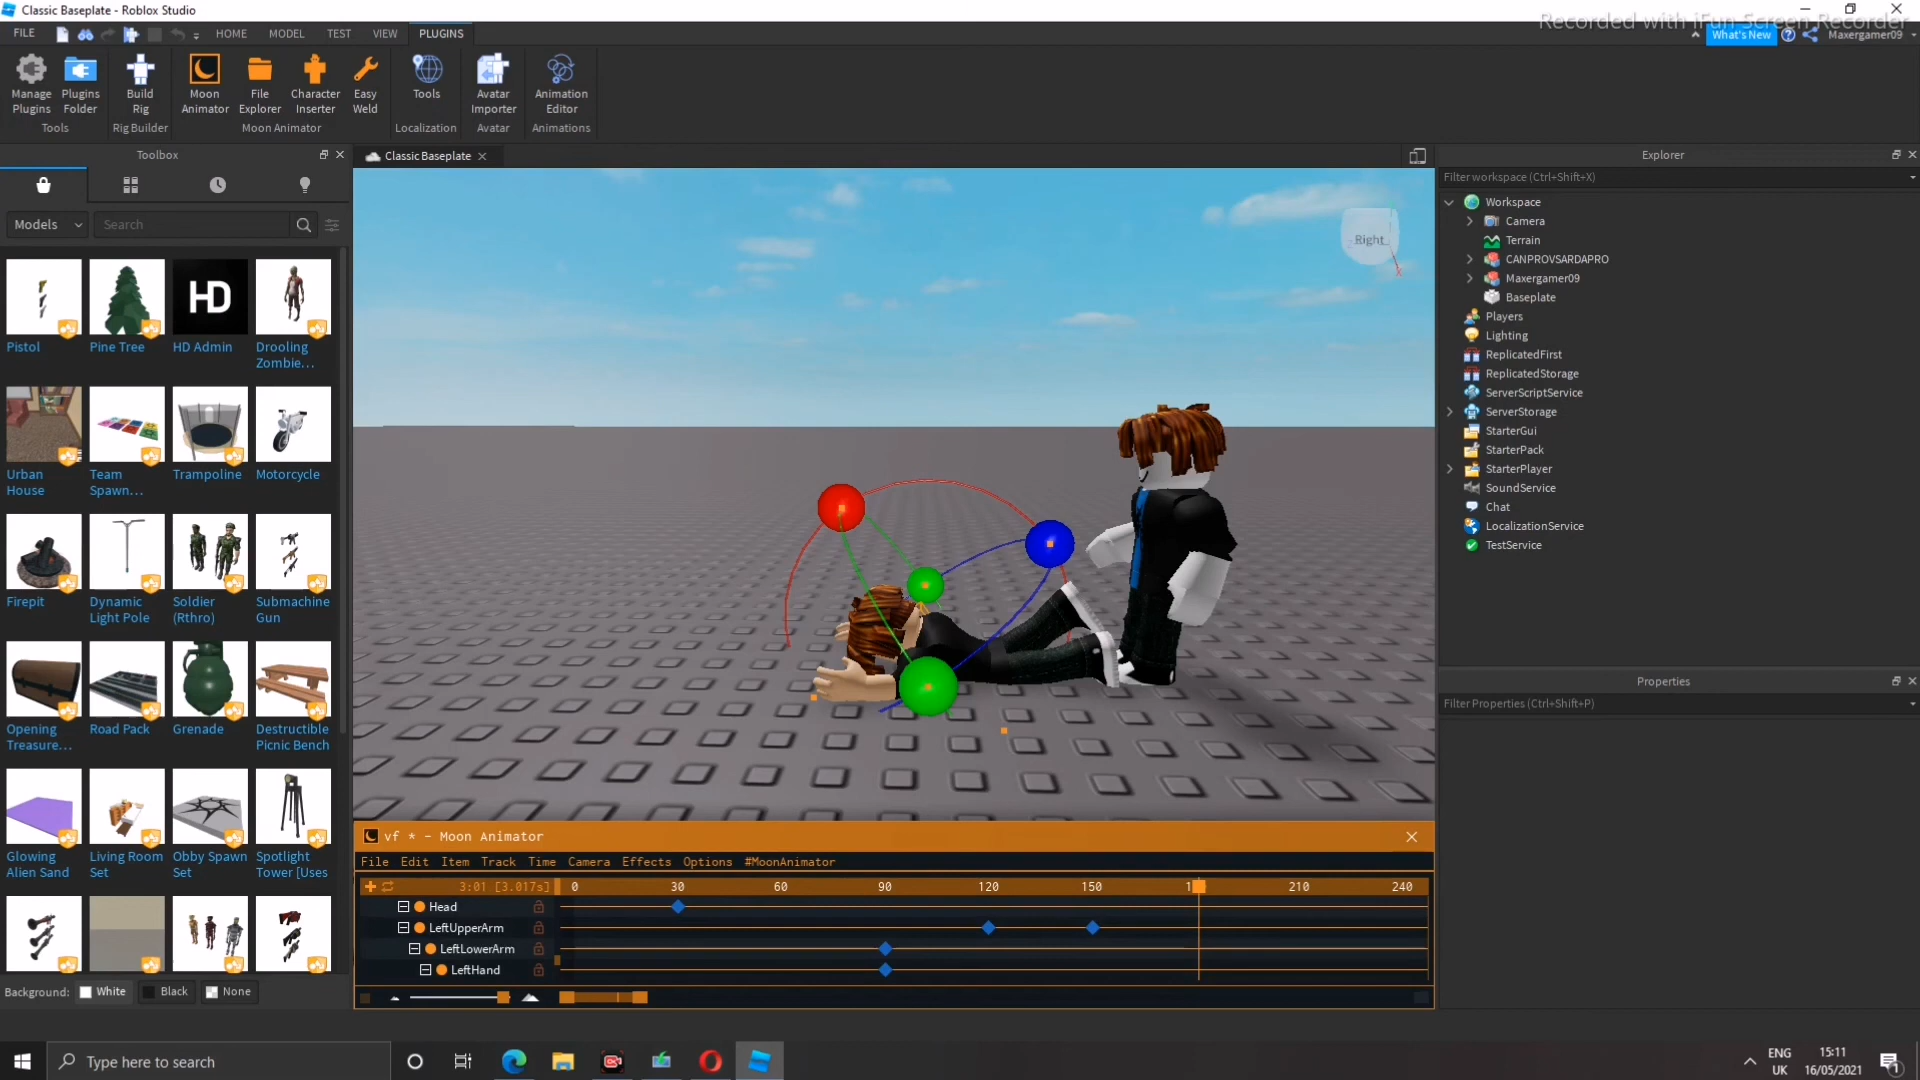 Classic Baseplate - Roblox Studio
Recorded with iFun Screen Recorder
FILE HOME MODEL TEST VIEW PLUGINS What's New Maxergamer09
Manage Plugins
Plugins Folder
Build Rig
Moon Animator
File Explorer
Character Inserter
Easy Weld
Tools
Avatar Importer
Animation Editor
Tools Rig Builder Moon Animator Localization Avatar Animations
Toolbox
Classic Baseplate
Explorer
Models Search
Filter workspace (Ctrl+Shift+X)
Pistol
Pine Tree
HD
HD Admin
Drooling Zombie...
Urban House
Team Spawn...
Trampoline
Motorcycle
Firepit
Dynamic Light Pole
Soldier (Rthro)
Submachine Gun
Opening Treasure...
Road Pack
Grenade
Destructible Picnic Bench
Glowing Alien Sand
Living Room Set
Obby Spawn Set
Spotlight Tower [Uses
Background: White Black None
Right
X
Workspace
Camera
Terrain
CANPROVSARDAPRO
Maxergamer09
Baseplate
Players
Lighting
ReplicatedFirst
ReplicatedStorage
ServerScriptService
ServerStorage
StarterGui
StarterPack
StarterPlayer
SoundService
Chat
LocalizationService
TestService
Properties
Filter Properties (Ctrl+Shift+P)
vf * - Moon Animator
File Edit Item Track Time Camera Effects Options #MoonAnimator
3:01 [3.017s] 0 30 60 90 120 150 210 240
Head
LeftUpperArm
LeftLowerArm
LeftHand
Type here to search
ENG
UK
15:11
16/05/2021
1